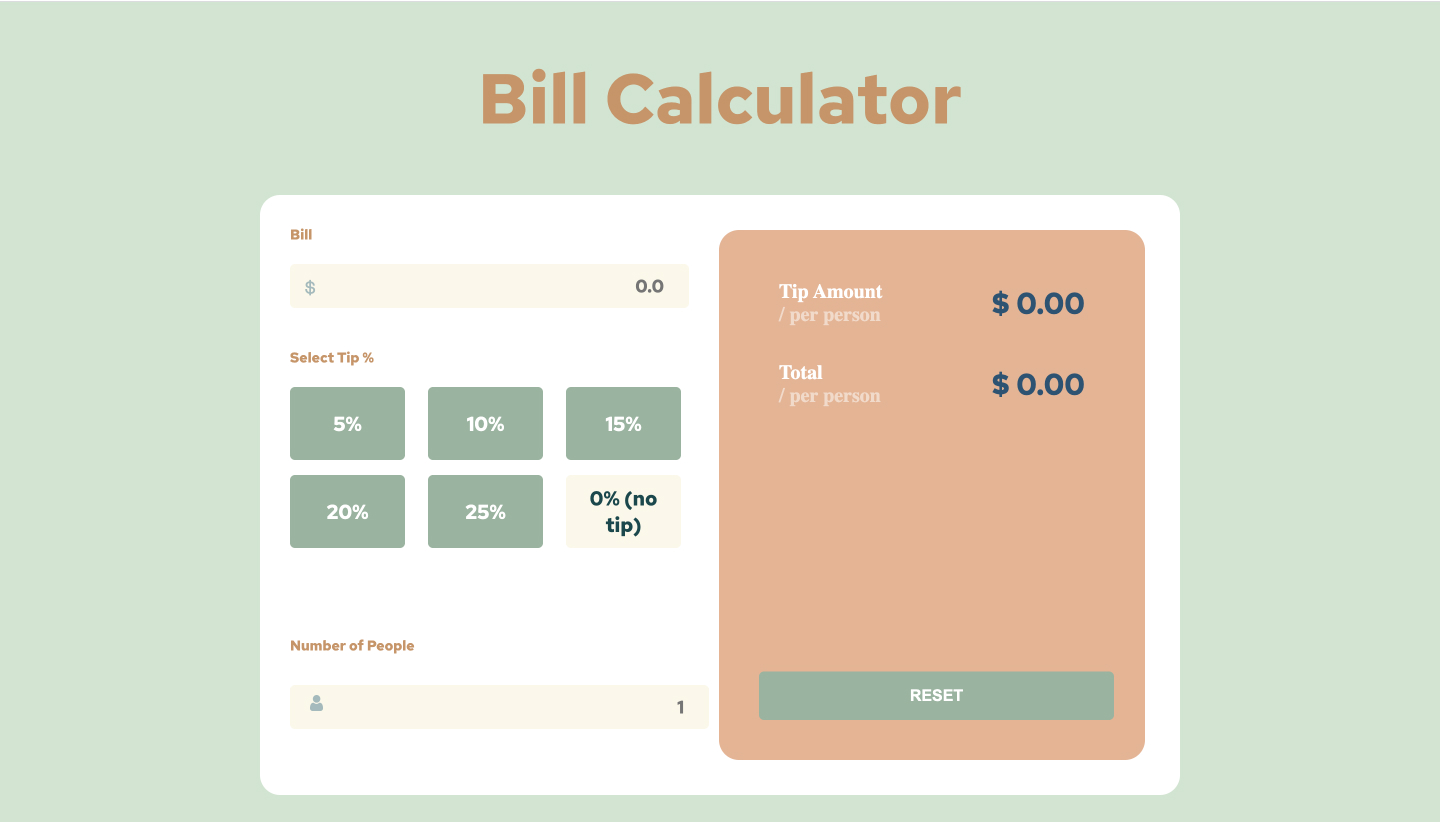 Bill Calculator
Bill
$ 0.0
Select Tip %
5% 10% 15%
20% 25% 0% (no
tip)
Number of People
1
Tip Amount
/ per person
$ 0.00
Total
/ per person
$ 0.00
RESET